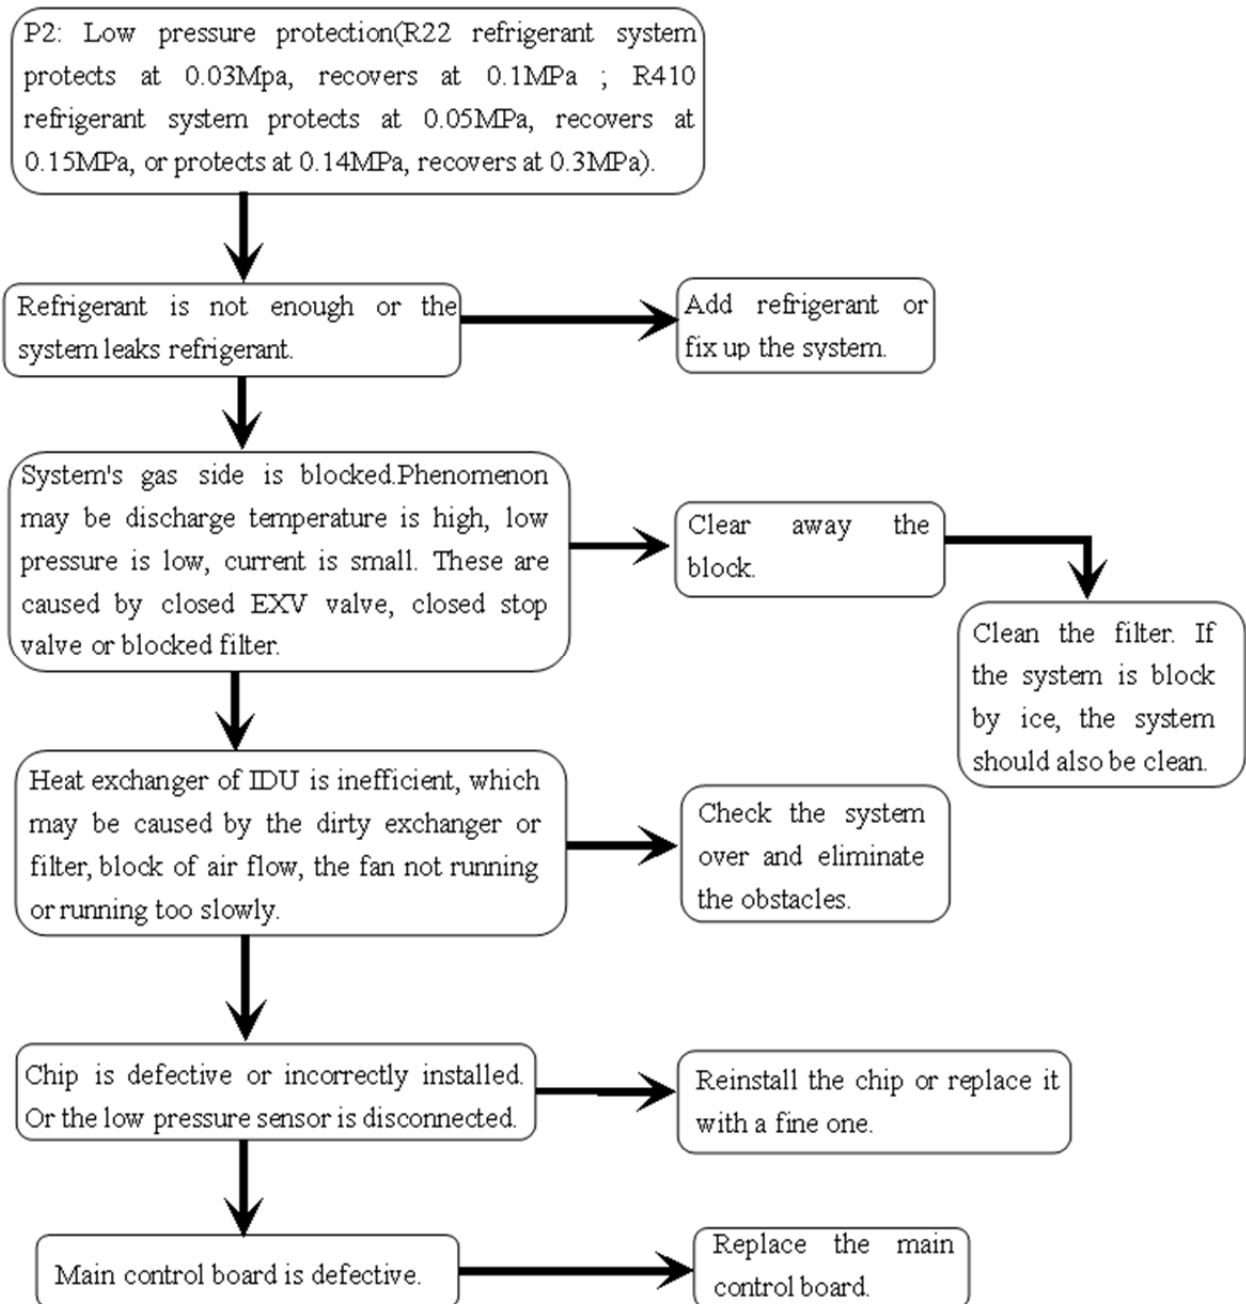 P2: Low pressure protection(R22 refrigerant system
protects at 0.03Mpa, recovers at 0.1MPa ; R410
refrigerant system protects at 0.05MPa, recovers at
0.15MPa, or protects at 0.14MPa, recovers at 0.3MPa).
Refrigerant is not enough or the
system leaks refrigerant.
Add refrigerant or
fix up the system.
System's gas side is blocked.Phenomenon
may be discharge temperature is high, low
pressure is low, current is small. These are
caused by closed EXV valve, closed stop
valve or blocked filter.
Clear away the
block.
Clean the filter. If
the system is block
by ice, the system
should also be clean.
Heat exchanger of IDU is inefficient, which
may be caused by the dirty exchanger or
filter, block of air flow, the fan not running
or running too slowly.
Check the system
over and eliminate
the obstacles.
Chip is defective or incorrectly installed.
Or the low pressure sensor is disconnected.
Reinstall the chip or replace it
with a fine one.
Main control board is defective.
Replace the main
control board.